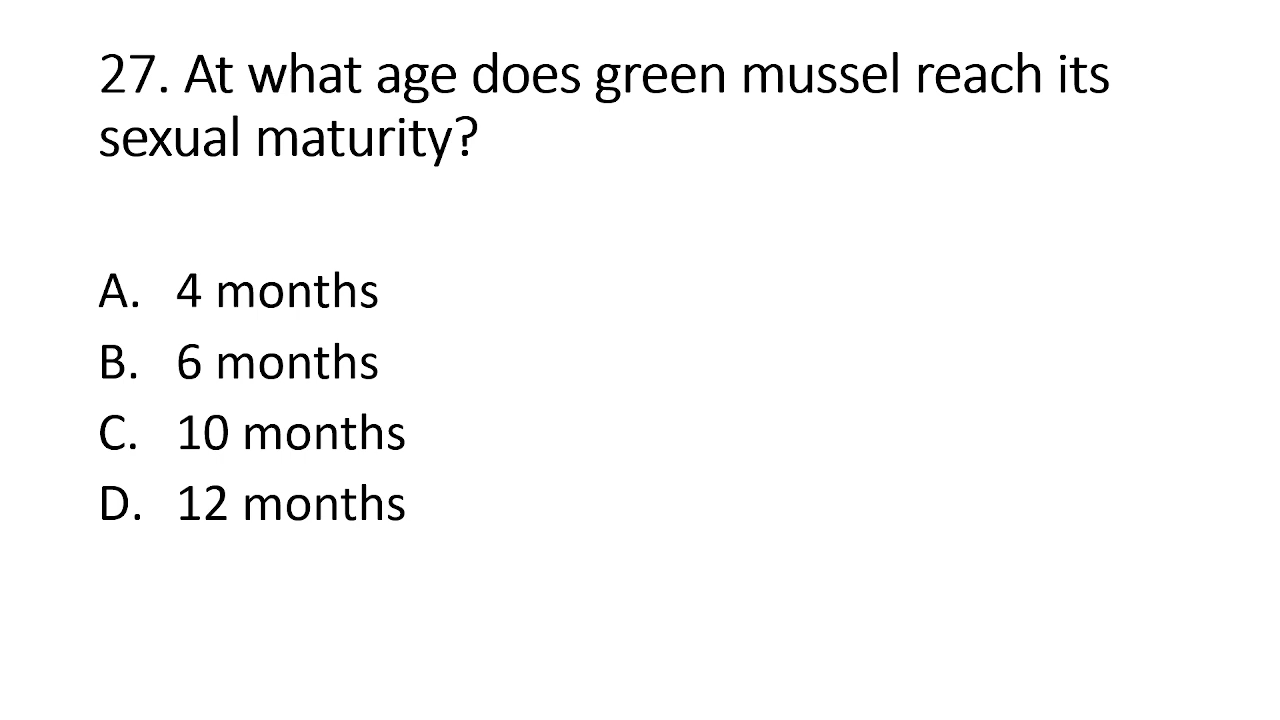 27. At what age does green mussel reach its
sexual maturity?
A. 4 months
B. 6 months
C. 10 months
D. 12 months